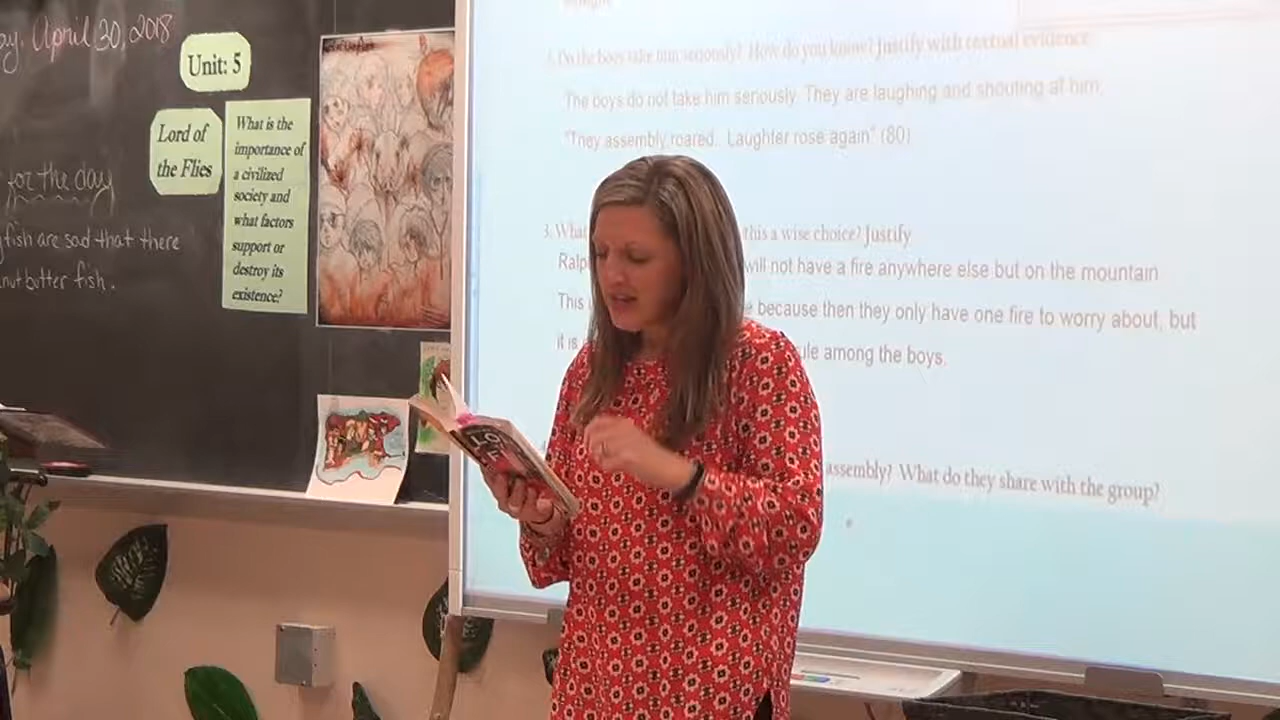 ay. April 30, 2018
Unit: 5
Lord of
the Flies
What is the
importance of
a civilized
society and
what factors
support or
destroy its
existence?
for the day
fish are sad that there
nut butter fish.
Do the boys take him seriously? How do you know? Justify with textual evidence
The boys do not take him seriously. They are laughing and shouting at him.
"They assembly roared. Laughter rose again" (80)
3. What this a wise choice? Justify
Ralp will not have a fire anywhere else but on the mountain
This because then they only have one fire to worry about, but
it is among the boys.
assembly? What do they share with the group?
LO